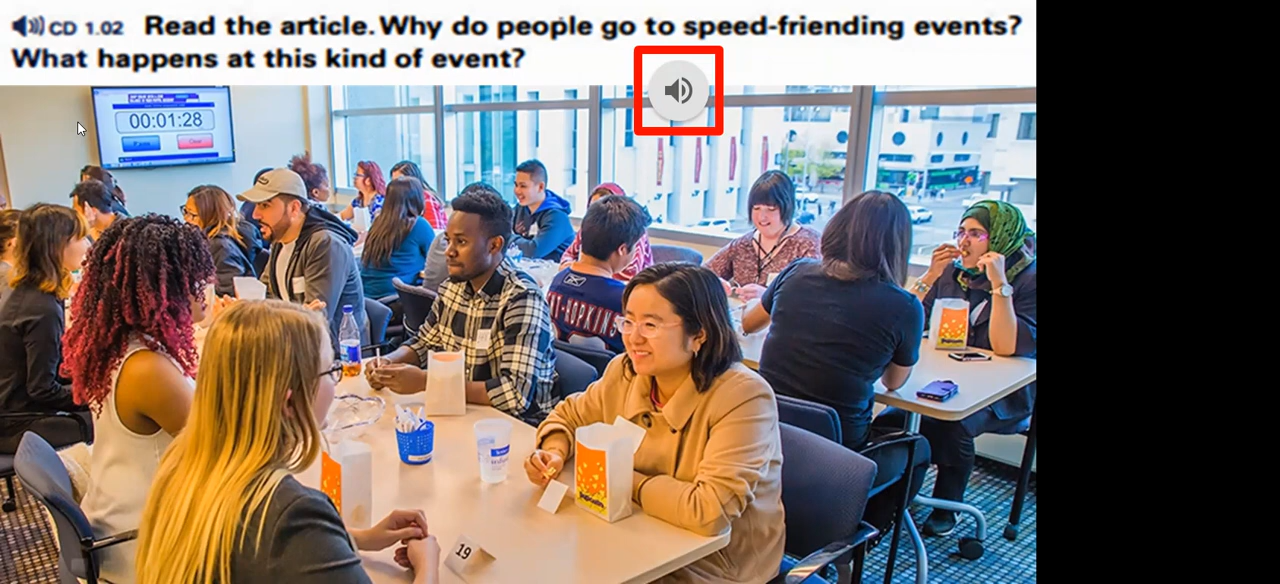 CD 1.02 Read the article. Why do people go to speed-friending events?
What happens at this kind of event?
00:01:28
19